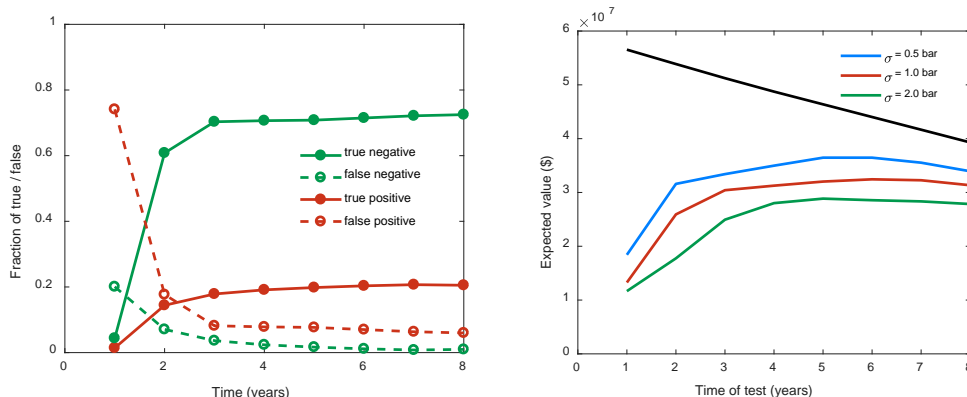 1
0.8
0.6
0.4
0.2
0
0 2 4 6 8
Fraction of true / false
Time (years)
true negative
false negative
true positive
false positive
× 10 7
6
5
4
3
2
1
0
0 1 2 3 4 5 6 7 8
Expected value ($)
Time of test (years)
σ = 0.5 bar
σ = 1.0 bar
σ = 2.0 bar